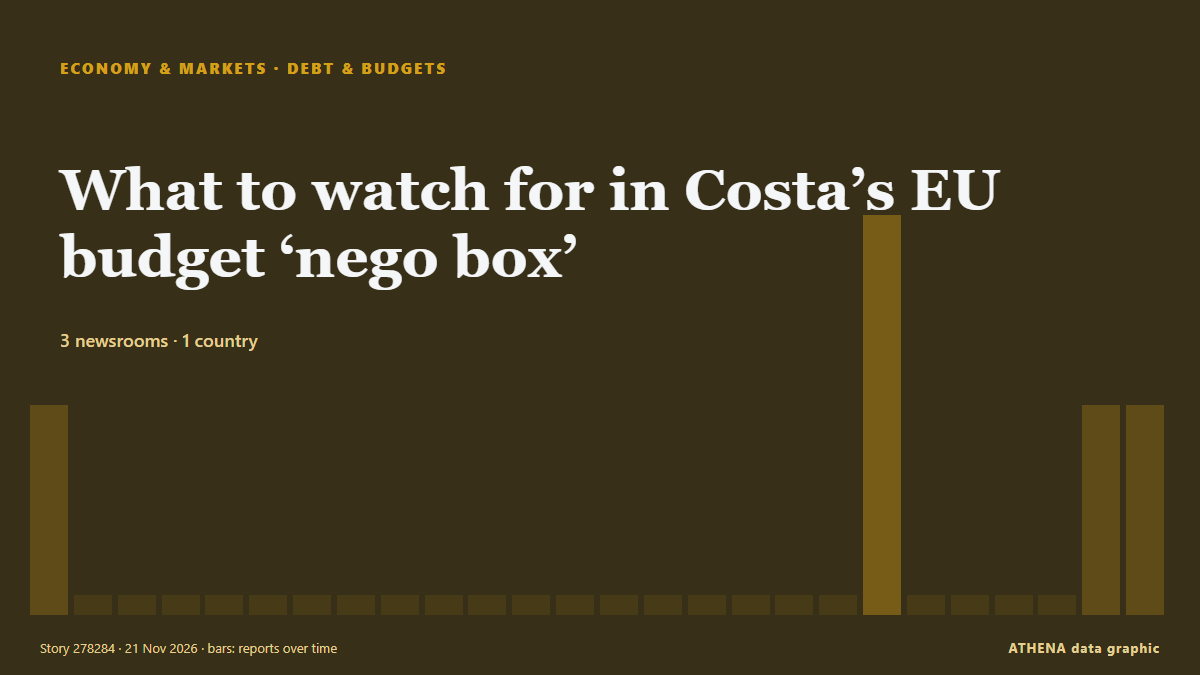 ECONOMY & MARKETS · DEBT & BUDGETS
What to watch for in Costa’s EU
budget ‘nego box’
3 newsrooms · 1 country
Story 278284 · 21 Nov 2026 · bars: reports over time
ATHENA data graphic